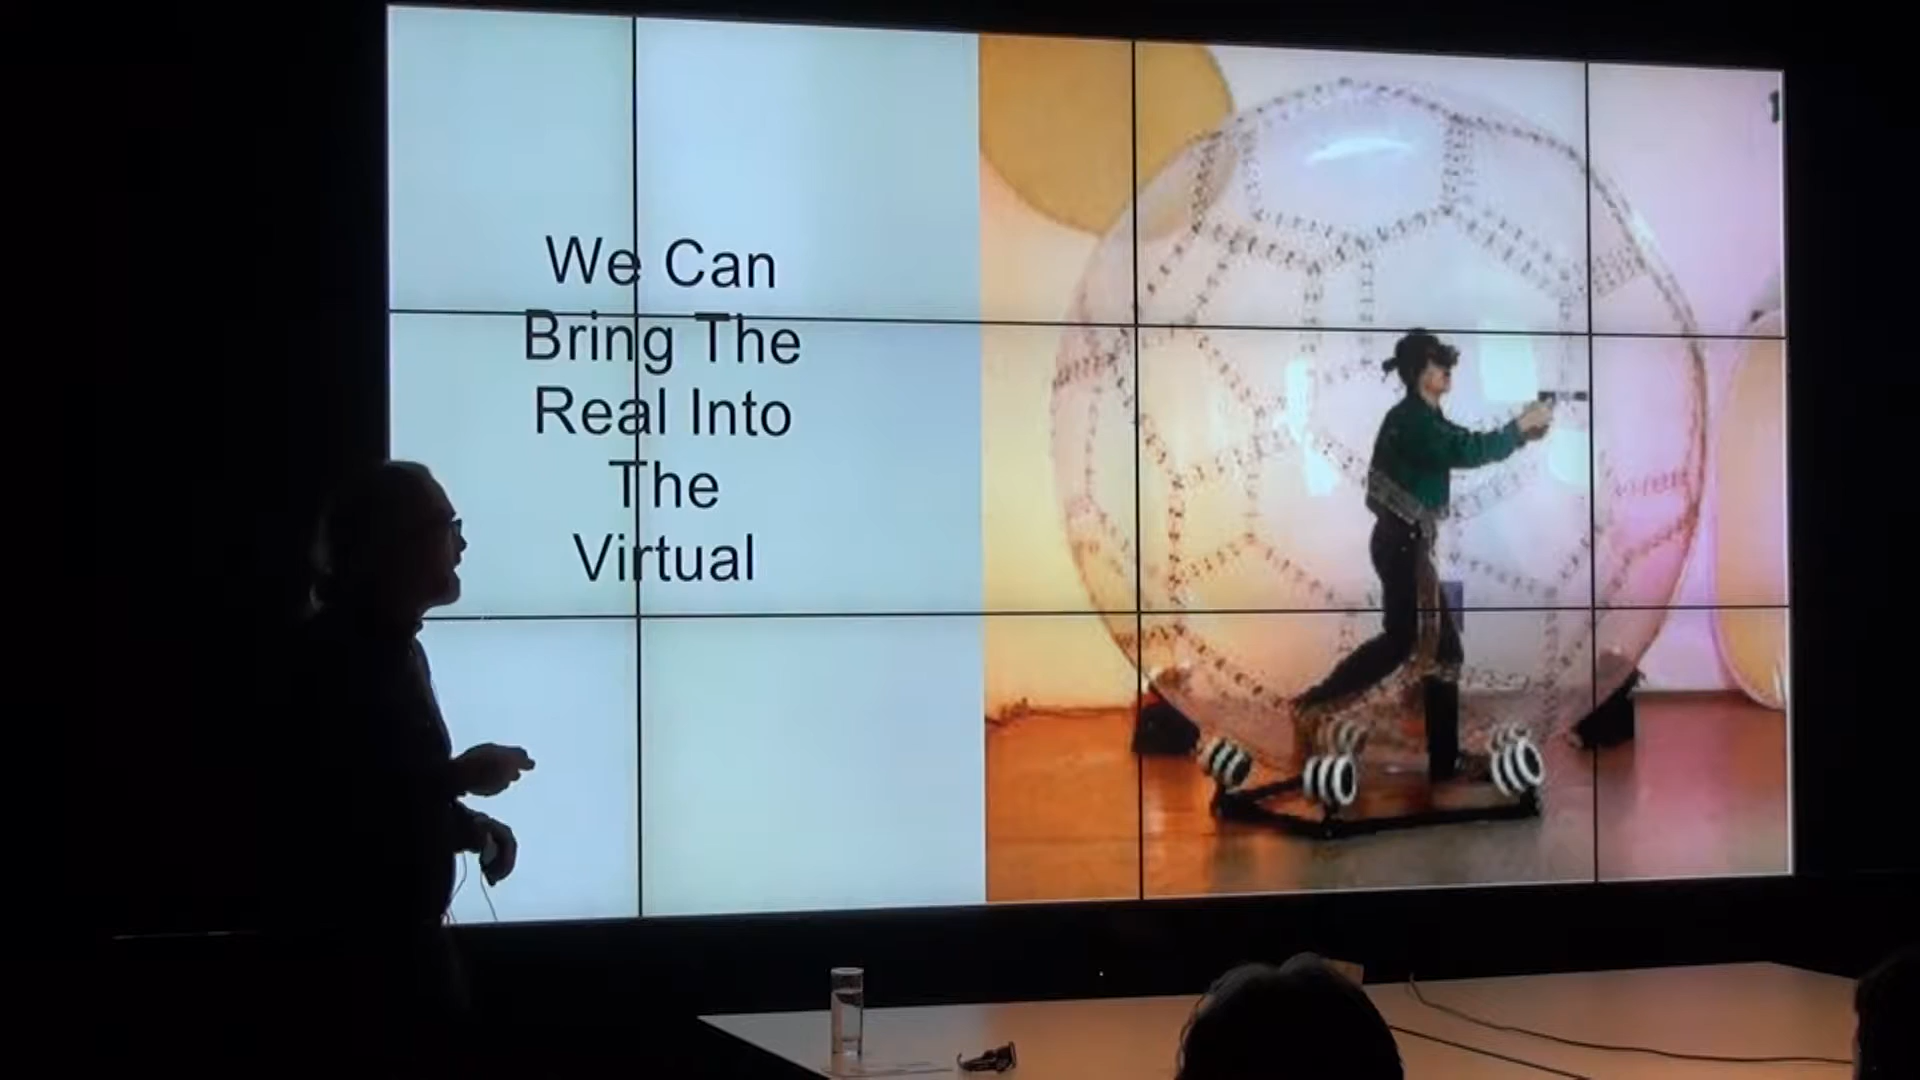 We Can
Bring The
Real Into
The
Virtual